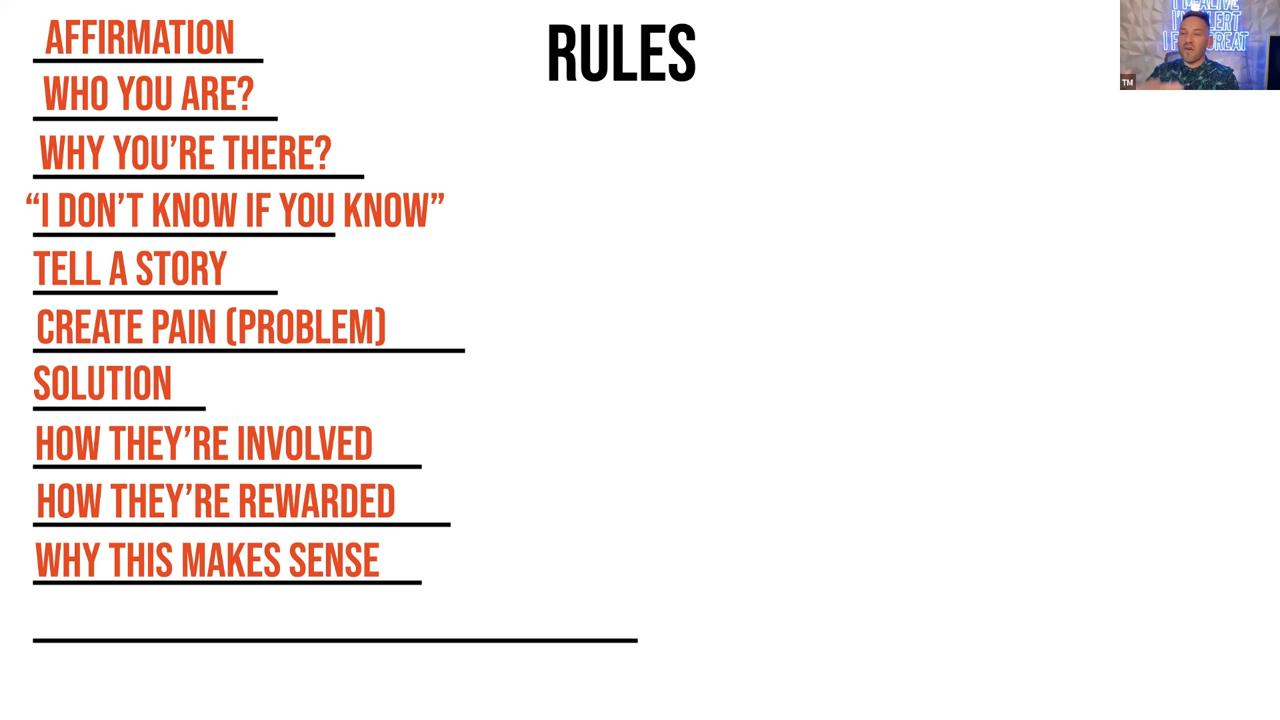 AFFIRMATION
RULES
WHO YOU ARE?
WHY YOU’RE THERE?
“I DON’T KNOW IF YOU KNOW”
TELL A STORY
CREATE PAIN (PROBLEM)
SOLUTION
HOW THEY’RE INVOLVED
HOW THEY’RE REWARDED
WHY THIS MAKES SENSE
TM